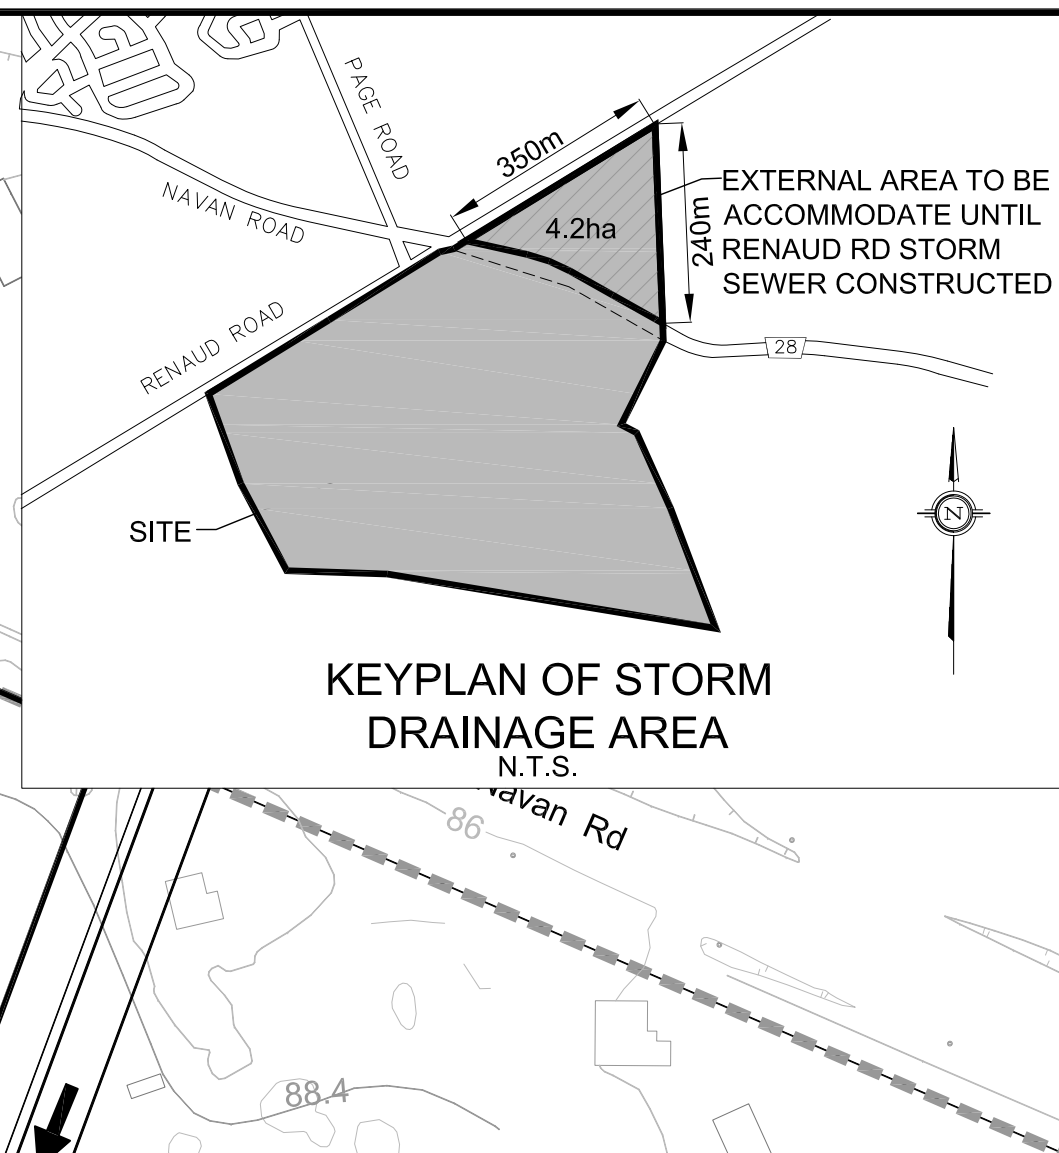 PAGE ROAD
350m
NAVAN ROAD
4.2ha
240m
EXTERNAL AREA TO BE
ACCOMMODATE UNTIL
RENAUD RD STORM
SEWER CONSTRUCTED
RENAUD ROAD
28
SITE
N
KEYPLAN OF STORM
DRAINAGE AREA
N.T.S.
Navan Rd
86
88.4